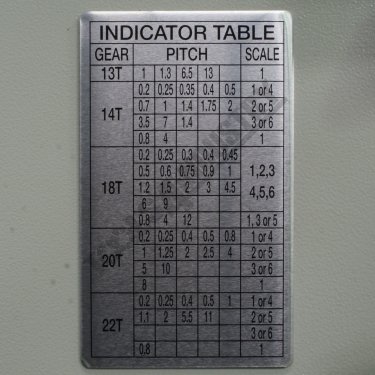 INDICATOR TABLE
GEAR PITCH SCALE
13T 1 1.3 6.5 13 1
14T 0.2 0.25 0.35 0.4 0.5 1 or 4
0.7 1 1.4 1.75 2 2 or 5
3.5 7 1.4 3 or 6
0.8 4 1
18T 0.2 0.25 0.3 0.4 0.45 1,2,3
0.5 0.6 0.75 0.9 1
1.2 1.5 2 3 4.5 4,5,6
6 9
0.8 4 12 1, 3 or 5
20T 0.2 0.25 0.4 0.5 0.8 1 or 4
1 1.25 2 2.5 4 2 or 5
5 10 3 or 6
8 1
22T 0.2 0.25 0.4 0.5 1 1 or 4
1.1 2 5.5 11 2 or 5
3 or 6
0.8 1